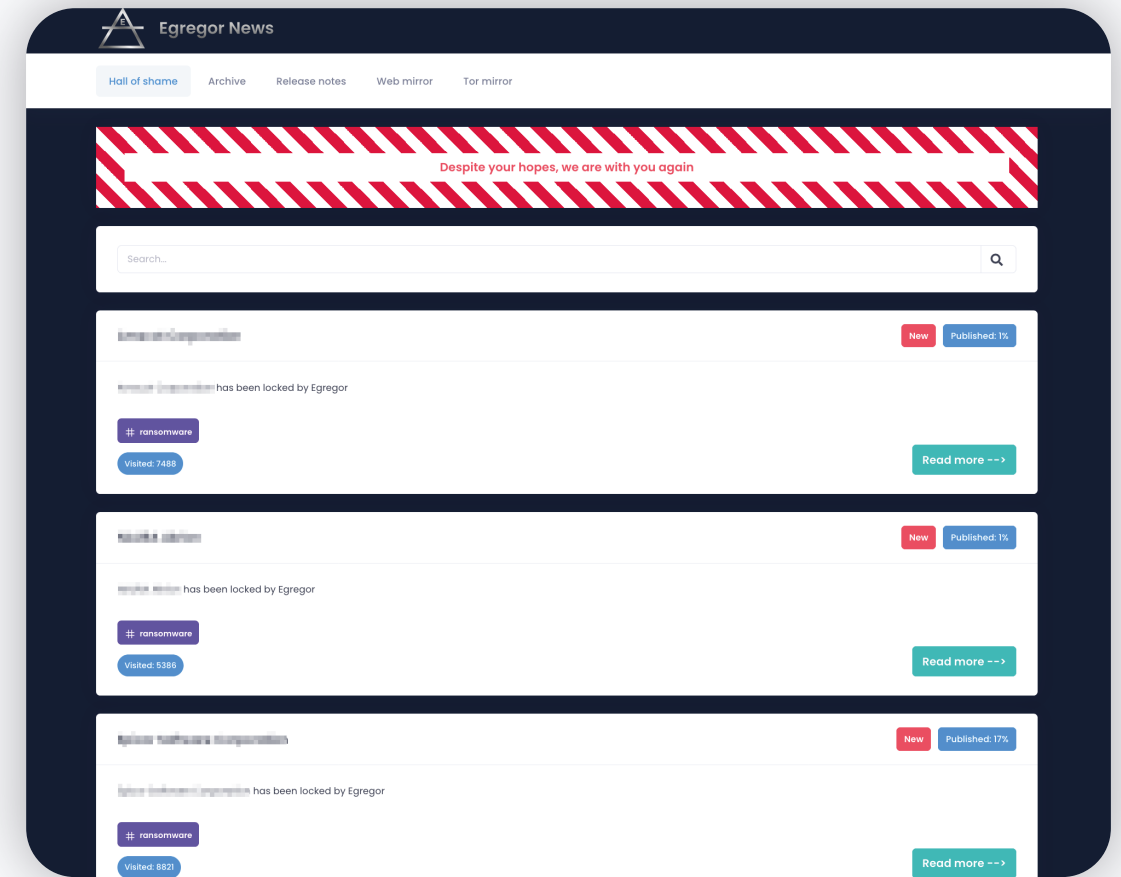 E
Egregor News
Hall of shame Archive Release notes Web mirror Tor mirror
Despite your hopes, we are with you again
Search...
New Published: 1%
has been locked by Egregor
# ransomware
Visited: 7488
Read more -->
New Published: 1%
has been locked by Egregor
# ransomware
Visited: 5386
Read more -->
New Published: 17%
has been locked by Egregor
# ransomware
Visited: 8821
Read more -->